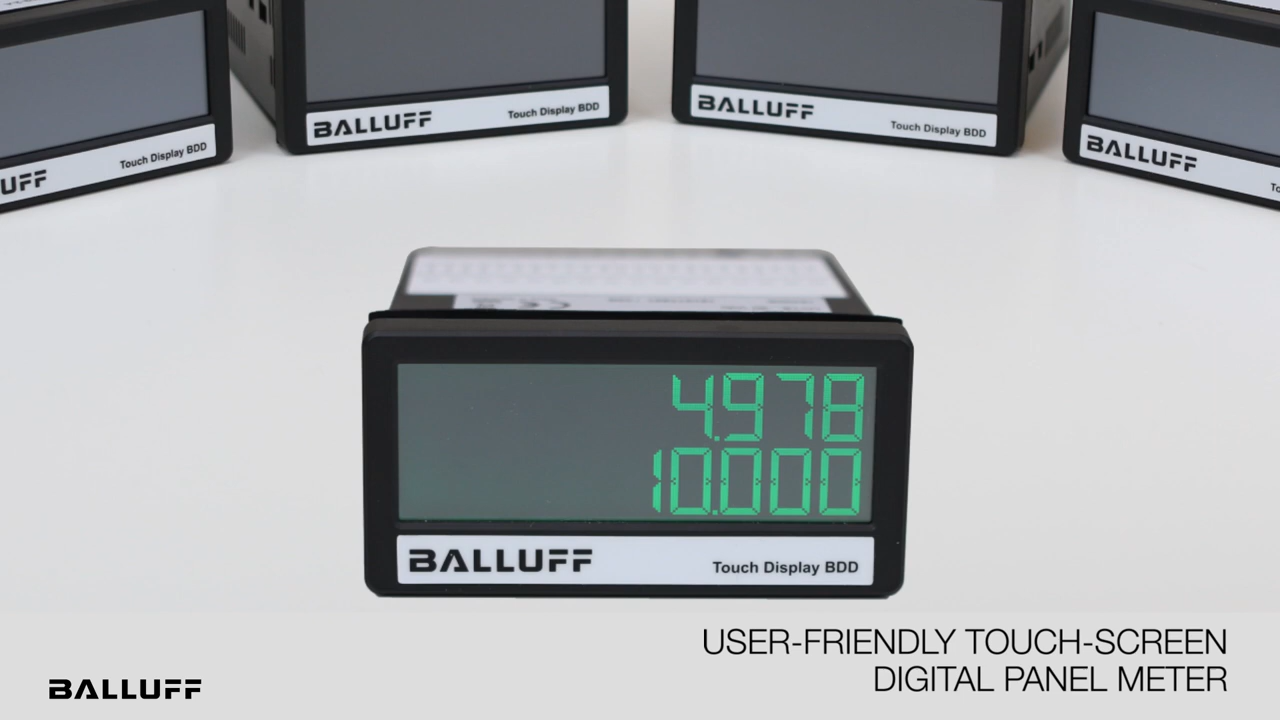 BALLUFF
Touch Display BDD
BALLUFF
Touch Display BDD
BALLUFF
Touch Display BDD
BALLUFF
4.978
10.000
BALLUFF
Touch Display BDD
USER-FRIENDLY TOUCH-SCREEN
DIGITAL PANEL METER
BALLUFF